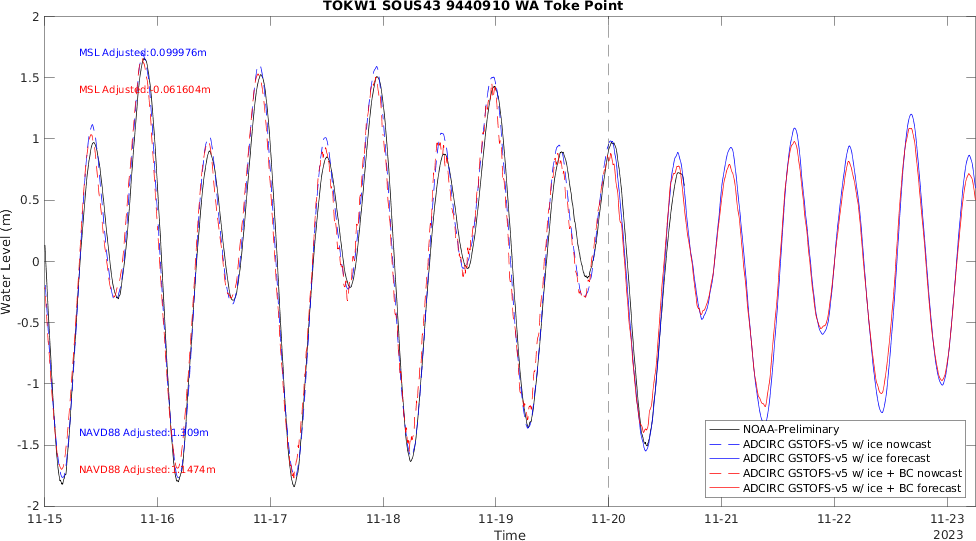 TOKW1 SOUS43 9440910 WA Toke Point
Water Level (m)
2
1.5
1
0.5
0
-0.5
-1
-1.5
-2
MSL Adjusted:0.099976m
MSL Adjusted:-0.061604m
NAVD88 Adjusted:1.309m
NAVD88 Adjusted:1.1474m
NOAA-Preliminary
ADCIRC GSTOFS-v5 w/ ice nowcast
ADCIRC GSTOFS-v5 w/ ice forecast
ADCIRC GSTOFS-v5 w/ ice + BC nowcast
ADCIRC GSTOFS-v5 w/ ice + BC forecast
11-15 11-16 11-17 11-18 11-19 11-20 11-21 11-22 11-23
Time
2023